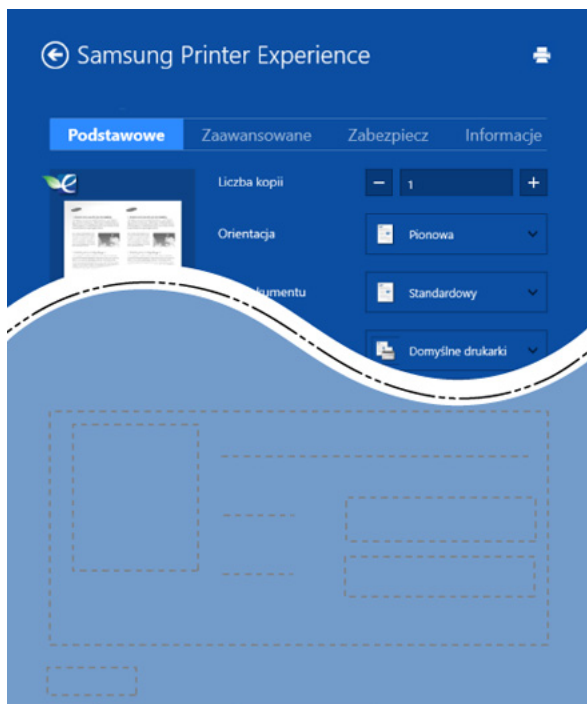 Samsung Printer Experience
Podstawowe Zaawansowane Zabezpiecz Informacje
Liczba kopii 1
Orientacja Pionowa
Standardowy
Domyślne drukarki